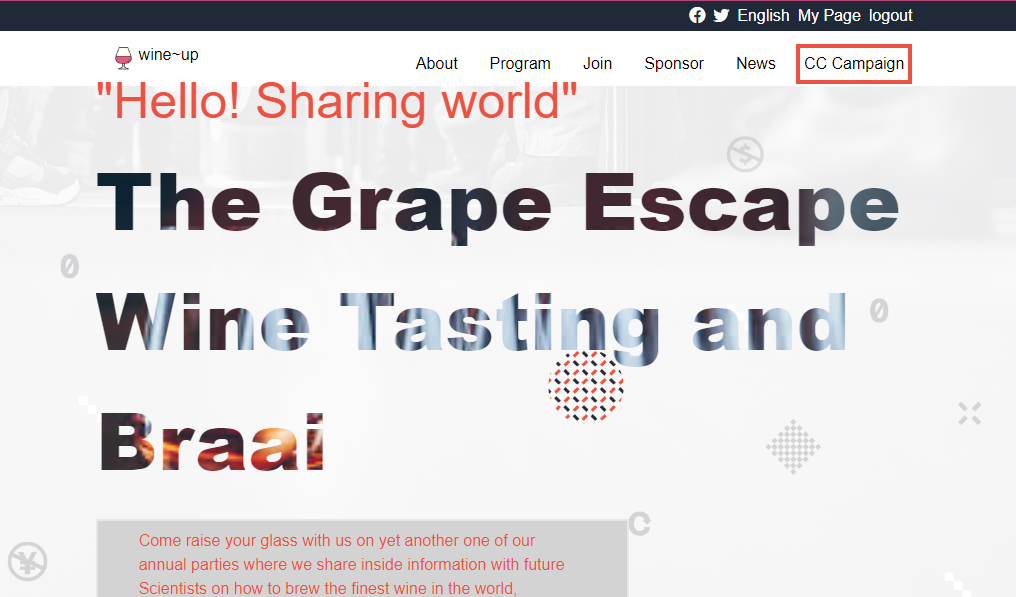 English My Page logout
wine~up
About Program Join Sponsor News CC Campaign
"Hello! Sharing world"
The Grape Escape
Wine Tasting and
Braai
Come raise your glass with us on yet another one of our
annual parties where we share inside information with future
Scientists on how to brew the finest wine in the world,